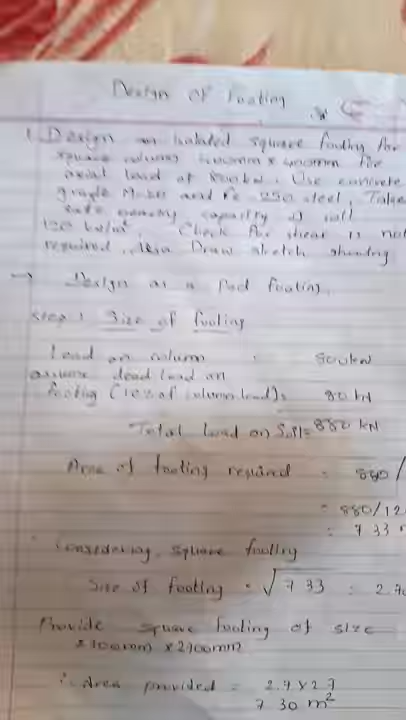 Design of footing
1. Design an isolated square footing for
square column 400mm x 400mm for
axial load of 800kN. Use concrete
grade M and Fe 250 steel, Take
safe bearing capacity of soil
120 kN/m². Check for shear is not
required. Draw sketch showing
→ Design as a Pad footing.
Step 1 Size of footing
Load on column : 800kN
assume dead load on
footing (10% of column load): 80 kN
Total load on soil = 880 kN
Area of footing required = 880/
= 880/12
= 7.33
Considering, square footing
Size of footing = √7.33 = 2.7
Provide square footing of size
2700mm x 2700mm
∴ Area provided = 2.7x2.7
7.30 m²